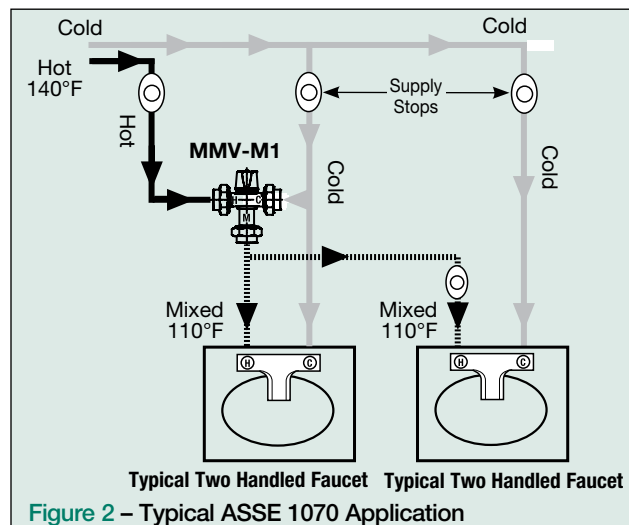 Cold
Cold
Hot
140°F
Supply
Stops
Hot
MMV-M1
Cold
Cold
H
C
M
Mixed
110°F
Mixed
110°F
H
C
H
C
Typical Two Handled Faucet
Typical Two Handled Faucet
Figure 2 – Typical ASSE 1070 Application